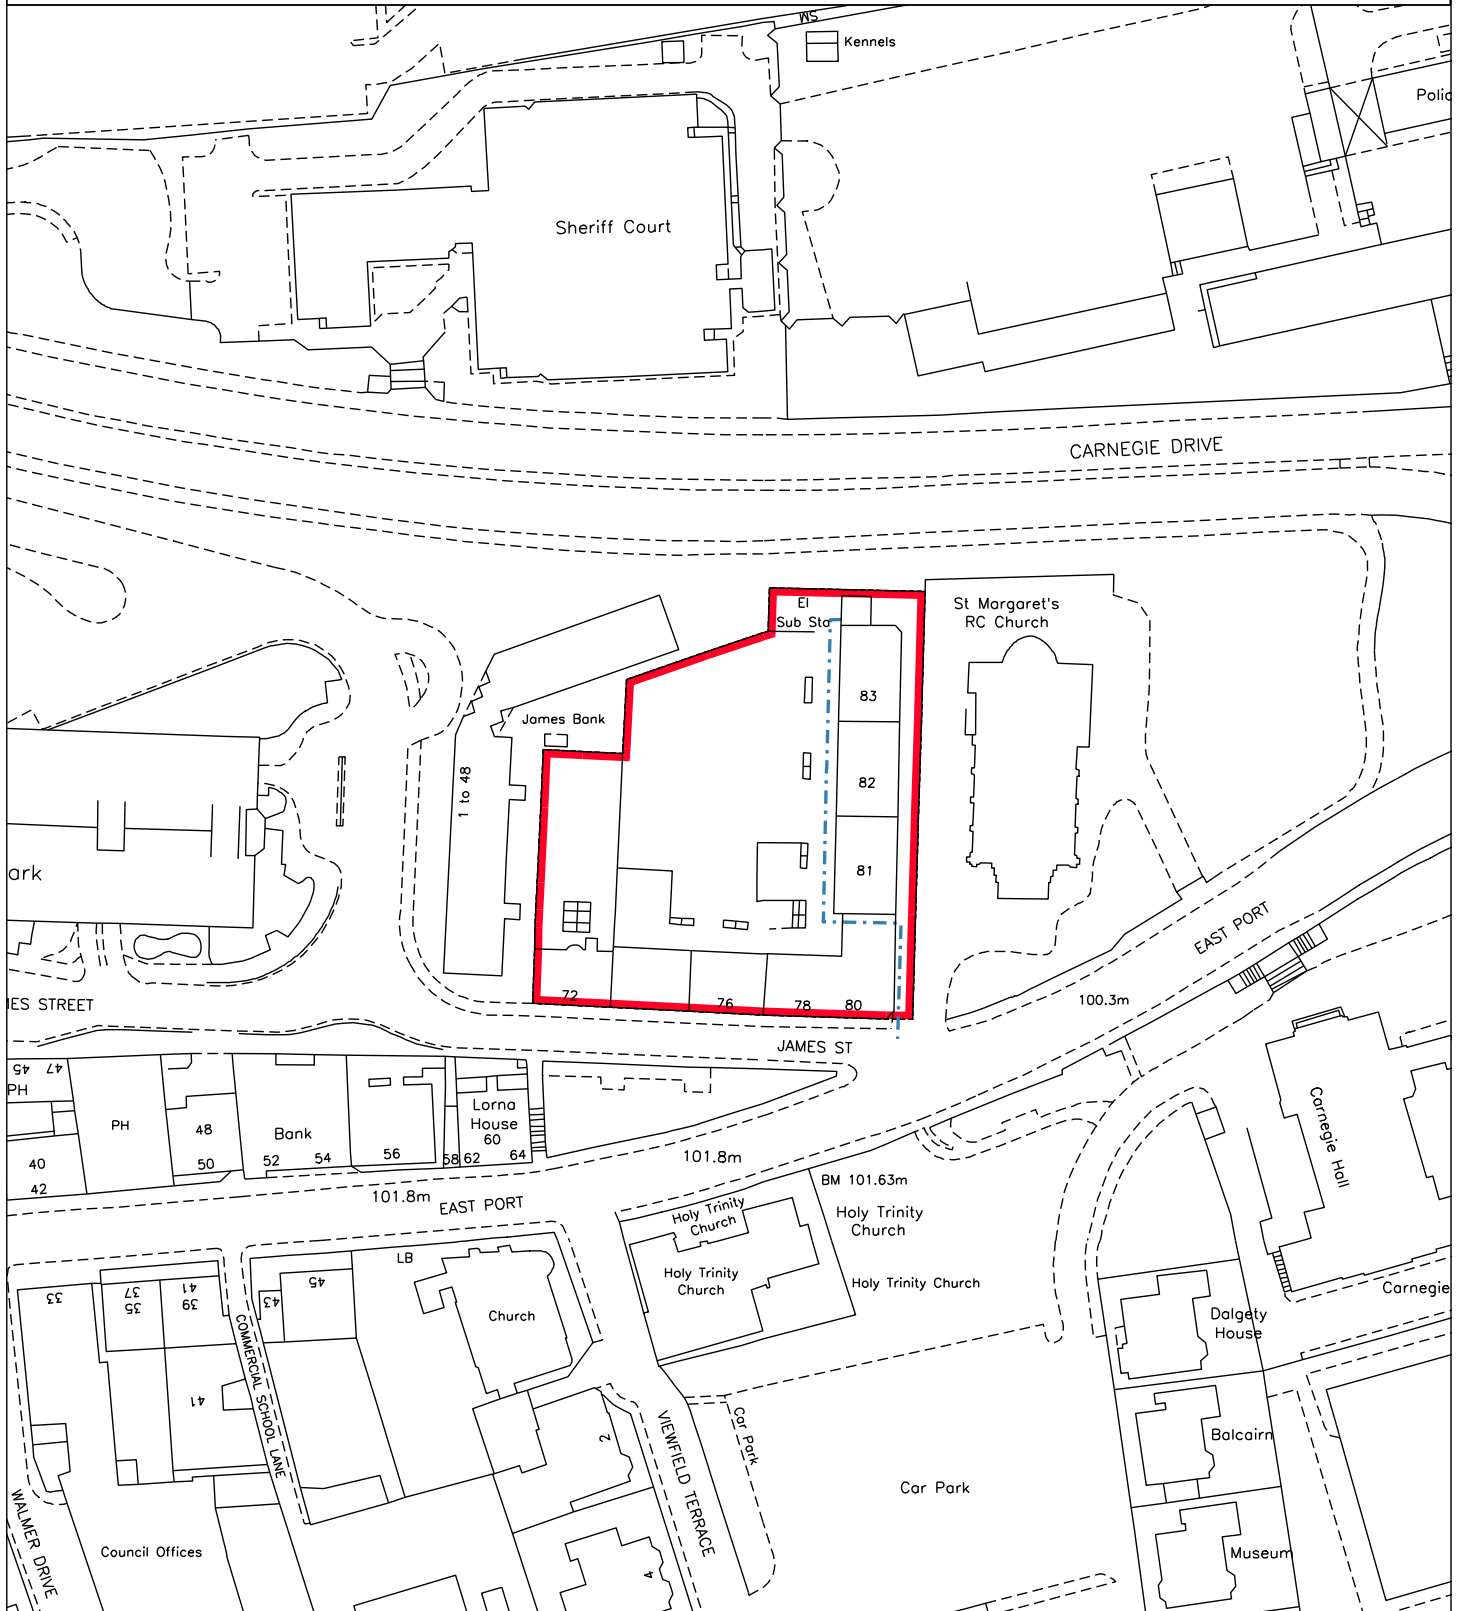 SM
Kennels
Polic
Sheriff Court
CARNEGIE DRIVE
El
Sub Sta
St Margaret's
RC Church
83
James Bank
1 to 48
82
81
ark
EAST PORT
72
76
78
80
100.3m
MES STREET
JAMES ST
45
47
PH
PH
48
50
40
42
Bank
52
54
56
58
Lorna
House
60
62
64
101.8m
101.8m
EAST PORT
BM 101.63m
Holy Trinity
Church
Holy Trinity
Church
Holy Trinity
Church
Holy Trinity Church
Carnegie Hall
Carnegie
LB
33
37
35
41
39
43
45
Church
Dalgety
House
41
COMMERCIAL SCHOOL LANE
2
VIEWFIELD TERRACE
Car Park
Balcairn
Car Park
WALMER DRIVE
Council Offices
4
Museum